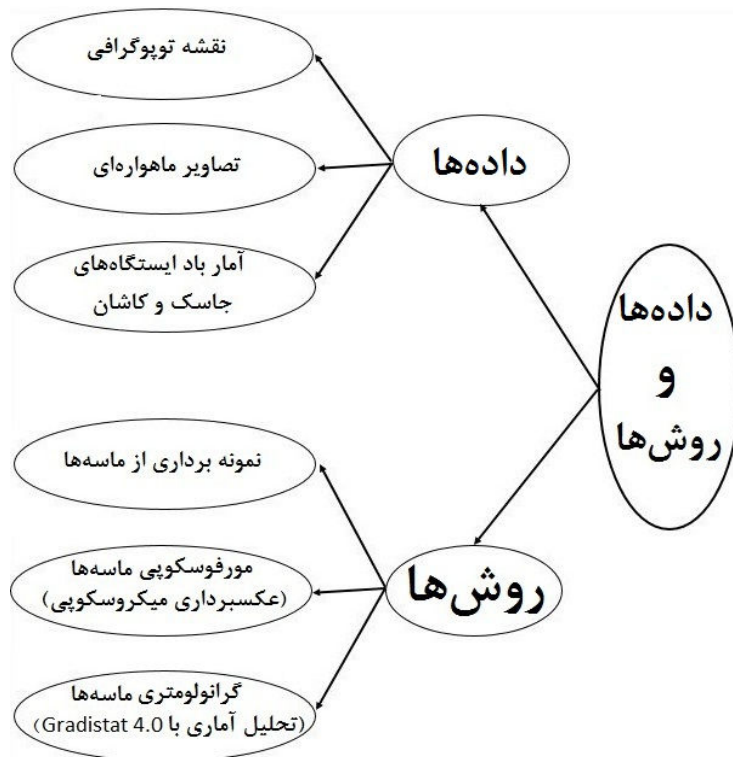 داده‌ها
و
روش‌ها
داده‌ها
نقشه توپوگرافی
تصاویر ماهواره‌ای
آمار باد ایستگاه‌های
جاسک و کاشان
روش‌ها
نمونه برداری از ماسه‌ها
مورفوسکوپی ماسه‌ها
(عکسبرداری میکروسکوپی)
گرانولومتری ماسه‌ها
(تحلیل آماری با Gradistat 4.0)